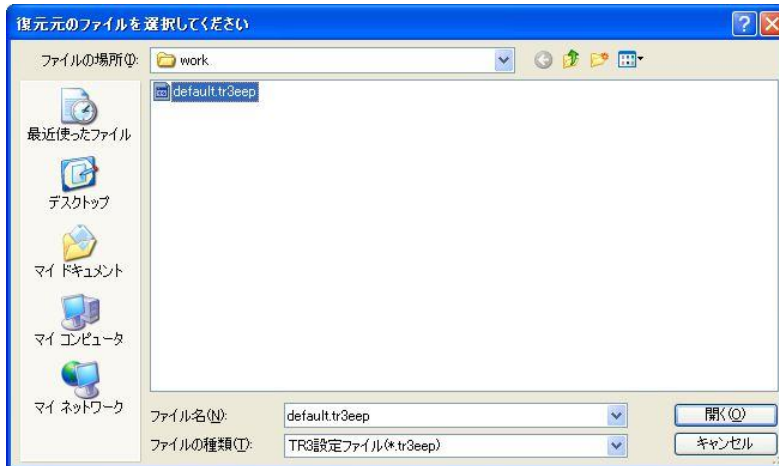 復元元のファイルを選択してください
ファイルの場所(I):
work
default.tr3eep
最近使ったファイル
デスクトップ
マイ ドキュメント
マイ コンピュータ
マイ ネットワーク
ファイル名(N):
default.tr3eep
開く(O)
ファイルの種類(T):
TR3設定ファイル(*.tr3eep)
キャンセル